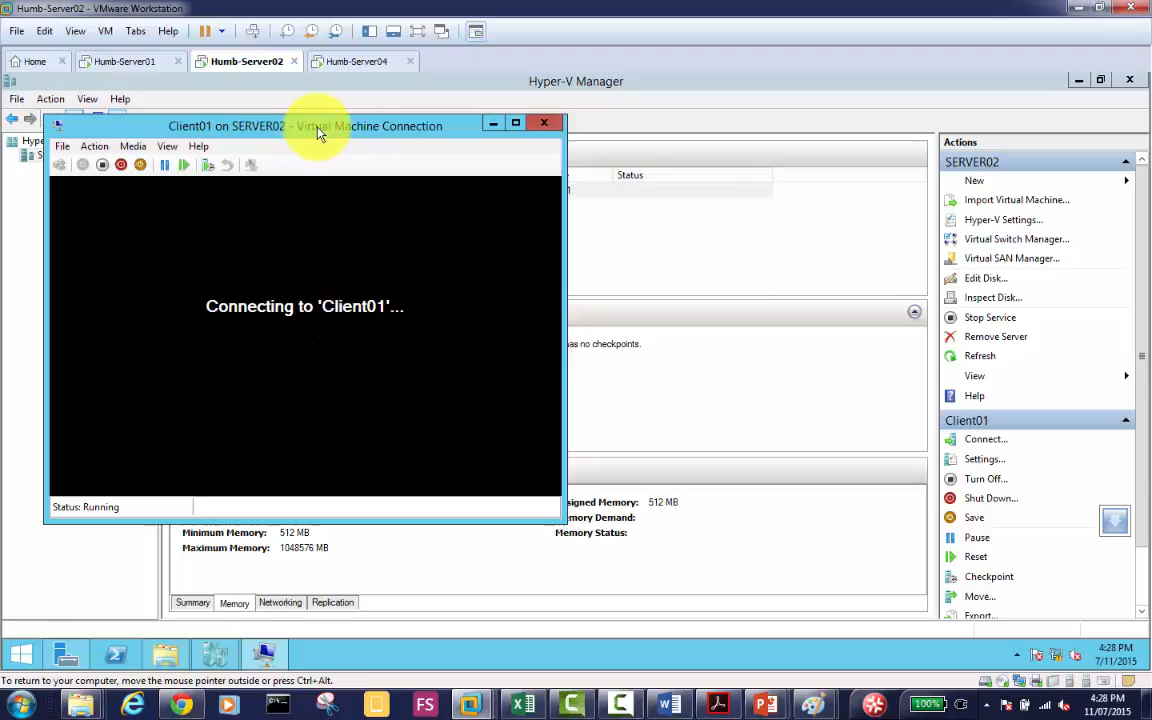 Humb-Server02 - VMware Workstation
File Edit View VM Tabs Help
Home Humb-Server01 Humb-Server02 Humb-Server04
Hyper-V Manager
File Action View Help
Hype
S
Client01 on SERVER02 - Virtual Machine Connection
File Action Media View Help
Connecting to 'Client01'...
Status: Running
Status
1
has no checkpoints.
signed Memory: 512 MB
Memory Demand:
Memory Status:
Minimum Memory: 512 MB
Maximum Memory: 1048576 MB
Summary Memory Networking Replication
Actions
SERVER02
New
Import Virtual Machine...
Hyper-V Settings...
Virtual Switch Manager...
Virtual SAN Manager...
Edit Disk...
Inspect Disk...
Stop Service
Remove Server
Refresh
View
Help
Client01
Connect...
Settings...
Turn Off...
Shut Down...
Save
Pause
Reset
Checkpoint
Move...
Export...
4:28 PM
7/11/2015
To return to your computer, move the mouse pointer outside or press Ctrl+Alt.
FS
100%
4:28 PM
11/07/2015